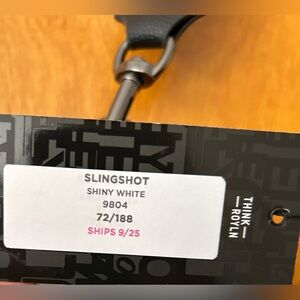 SLINGSHOT
SHINY WHITE
9804
72/188
SHIPS 9/25
THINK
ROYLN